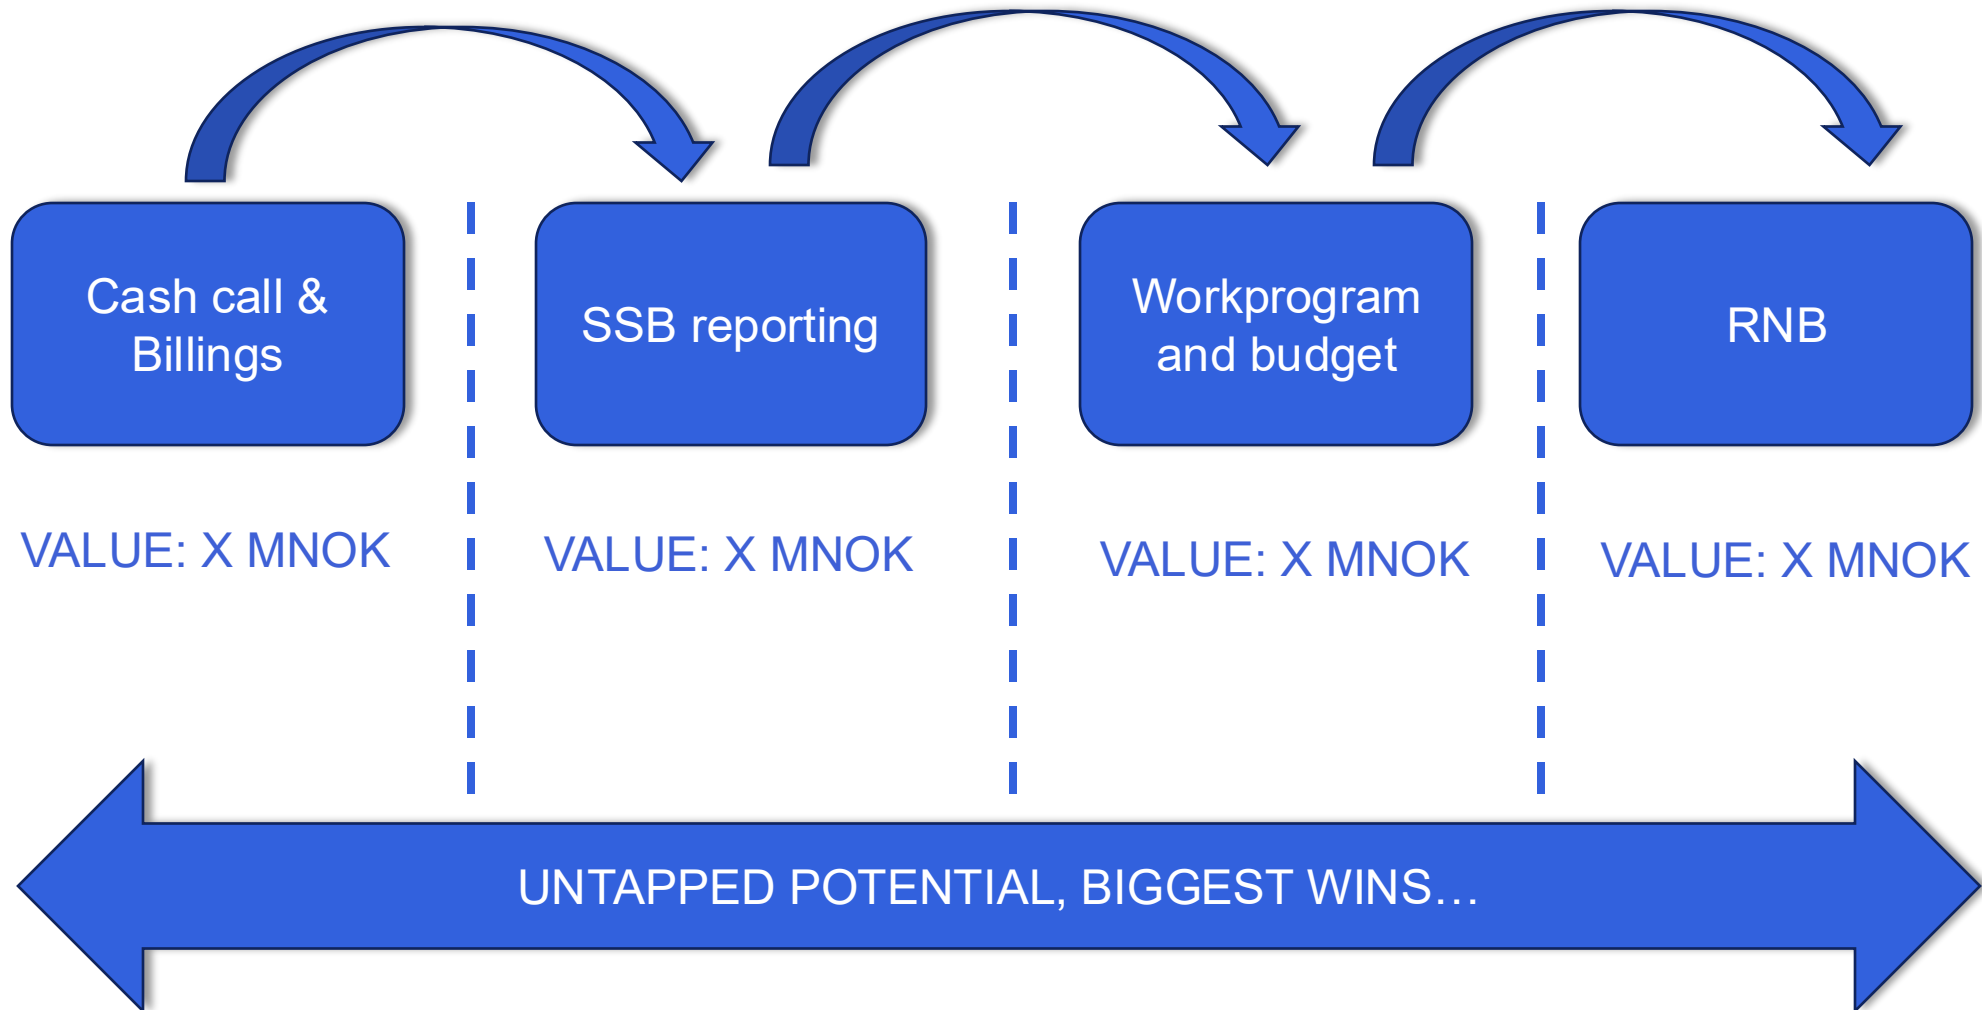 Cash call &
Billings
SSB reporting
Workprogram
and budget
RNB
VALUE: X MNOK
VALUE: X MNOK
VALUE: X MNOK
VALUE: X MNOK
UNTAPPED POTENTIAL, BIGGEST WINS…